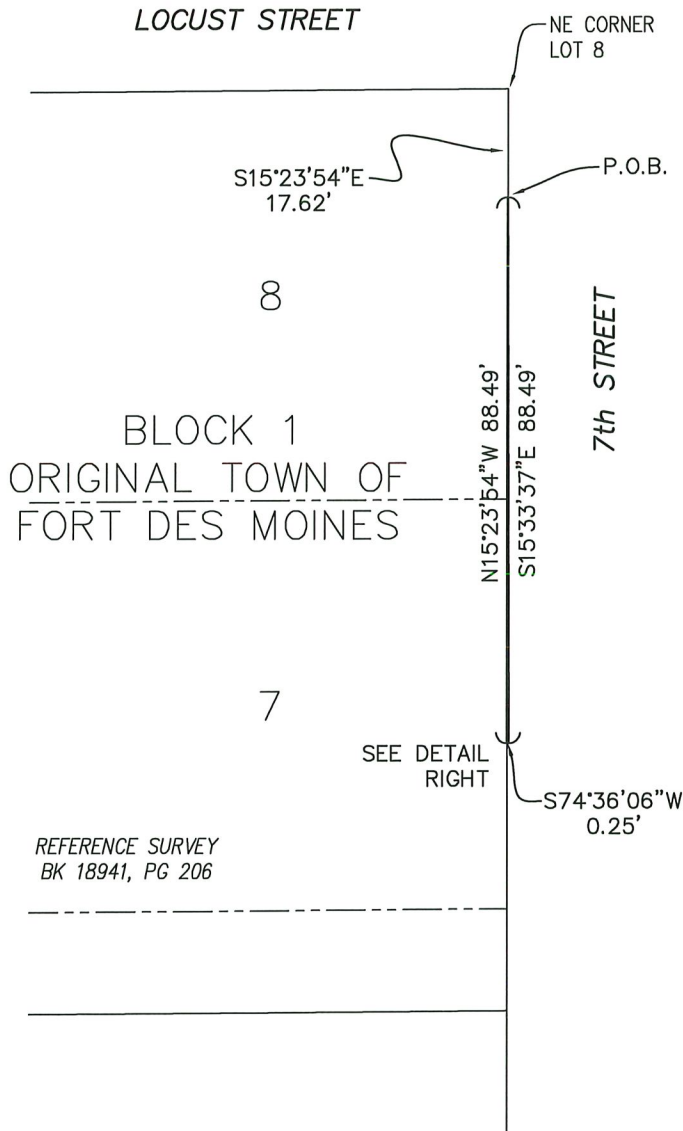 LOCUST STREET
NE CORNER
LOT 8
S15°23'54"E
17.62'
P.O.B.
8
7th STREET
N15°23'54"W 88.49'
S15°33'37"E 88.49'
BLOCK 1
ORIGINAL TOWN OF
FORT DES MOINES
7
SEE DETAIL
RIGHT
S74°36'06"W
0.25'
REFERENCE SURVEY
BK 18941, PG 206